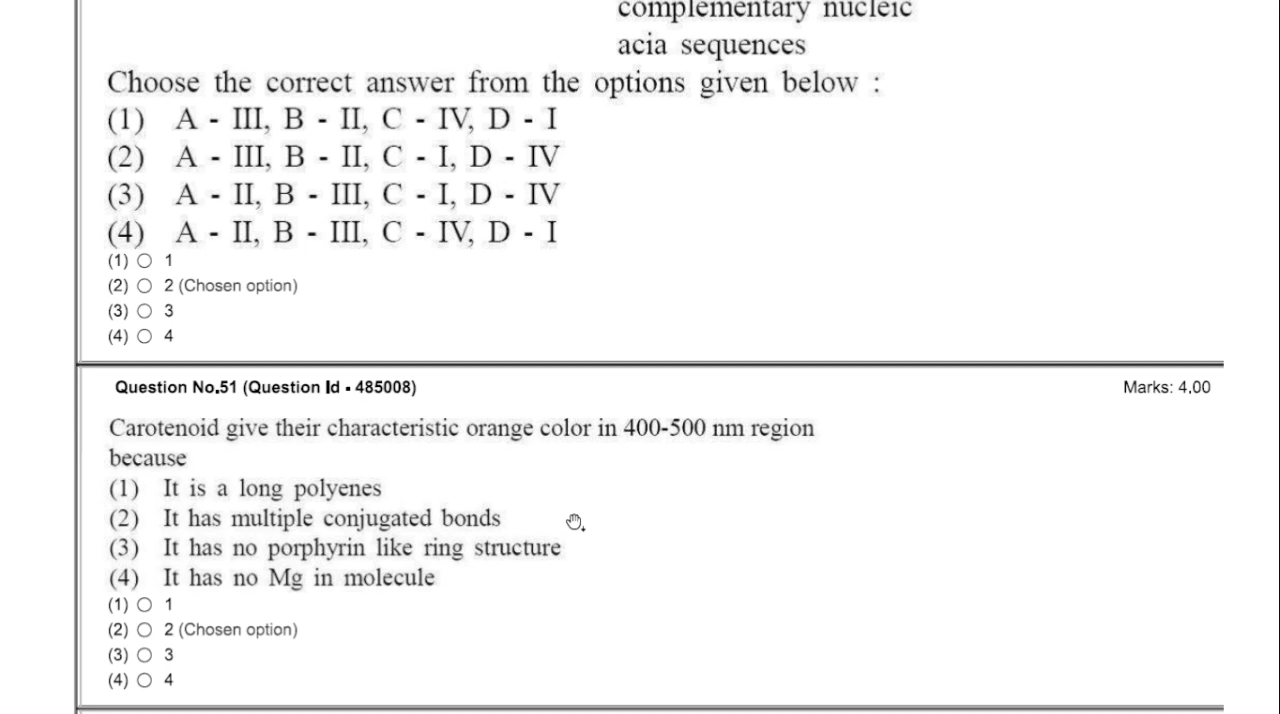 complementary nucleic
acia sequences
Choose the correct answer from the options given below :
(1) A - III, B - II, C - IV, D - I
(2) A - III, B - II, C - I, D - IV
(3) A - II, B - III, C - I, D - IV
(4) A - II, B - III, C - IV, D - I
(1) 1
(2) 2 (Chosen option)
(3) 3
(4) 4
Question No.51 (Question Id - 485008) Marks: 4.00
Carotenoid give their characteristic orange color in 400-500 nm region
because
(1) It is a long polyenes
(2) It has multiple conjugated bonds
(3) It has no porphyrin like ring structure
(4) It has no Mg in molecule
(1) 1
(2) 2 (Chosen option)
(3) 3
(4) 4